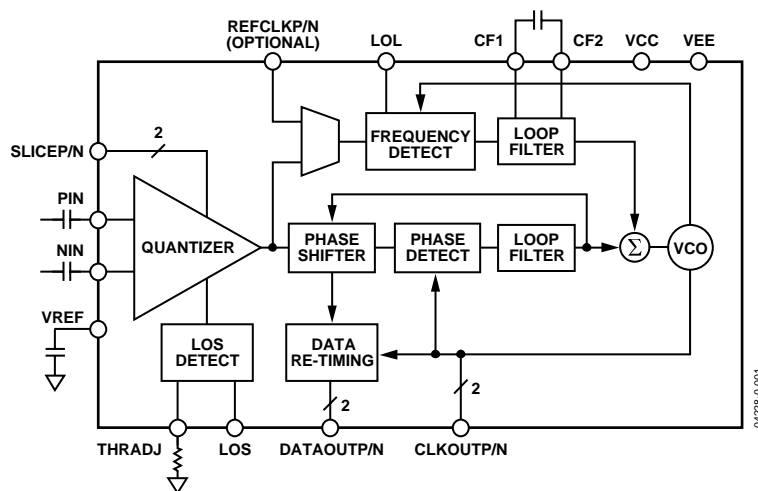 REFCLKP/N
(OPTIONAL)
LOL
CF1
CF2
VCC
VEE
SLICEP/N
2
FREQUENCY
DETECT
LOOP
FILTER
PIN
QUANTIZER
PHASE
SHIFTER
PHASE
DETECT
LOOP
FILTER
Σ
VCO
NIN
VREF
LOS
DETECT
DATA
RE-TIMING
2
2
THRADJ
LOS
DATAOUTP/N
CLKOUTP/N